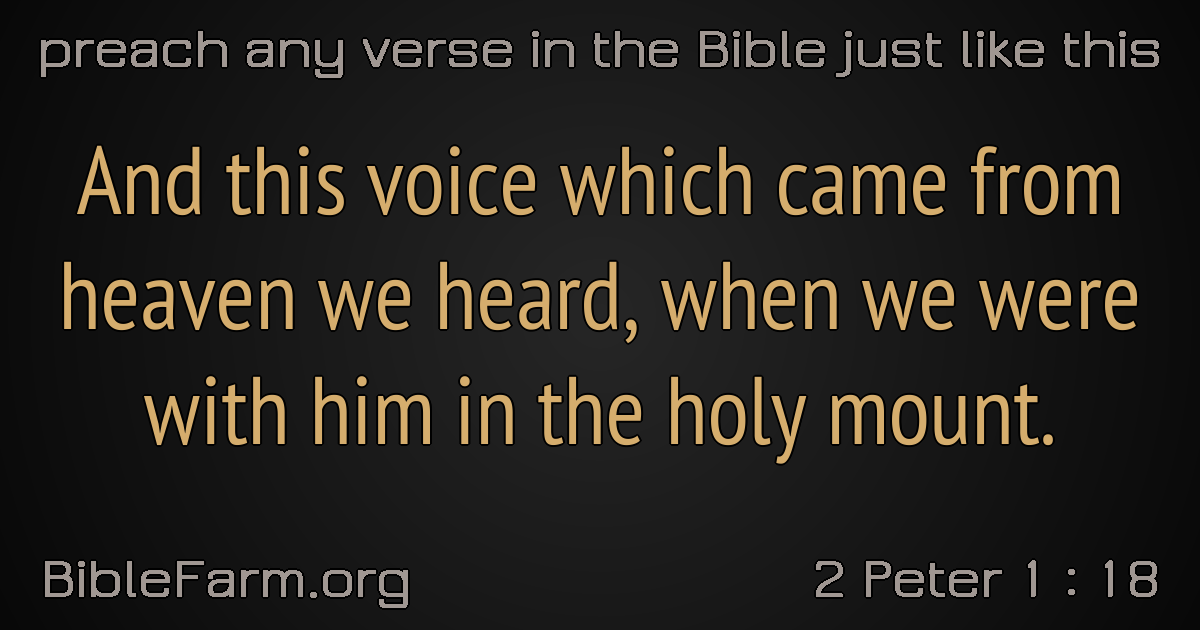 preach any verse in the Bible just like this
And this voice which came from
heaven we heard, when we were
with him in the holy mount.
BibleFarm.org
2 Peter 1 : 18